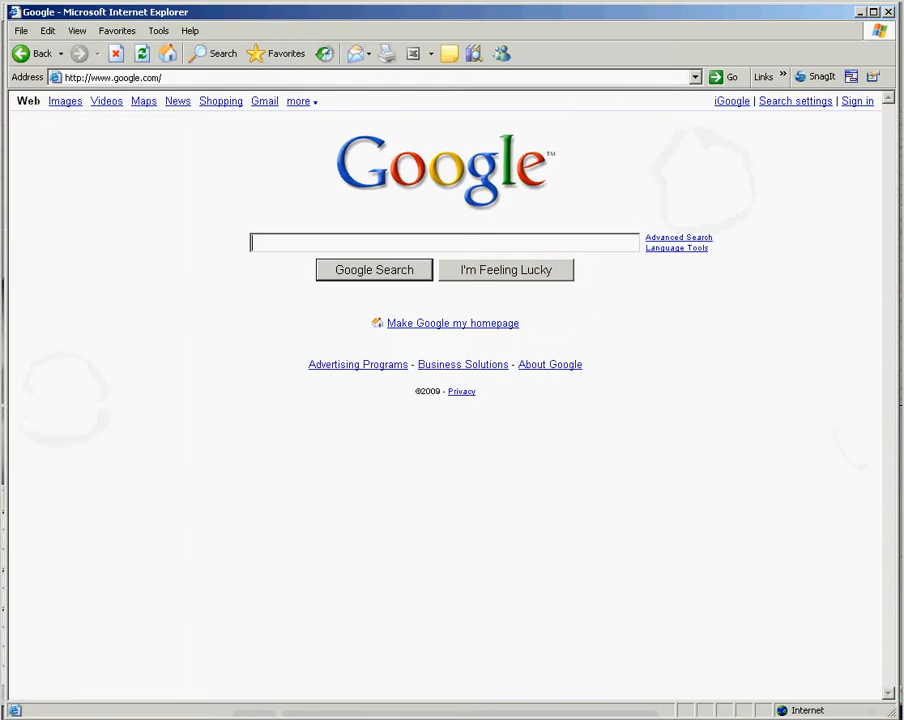 Google - Microsoft Internet Explorer
File Edit View Favorites Tools Help
Back Search Favorites
Address http://www.google.com/ Go Links » SnagIt
Web Images Videos Maps News Shopping Gmail more ▼ iGoogle | Search settings | Sign in
Google™
Advanced Search
Language Tools
Google Search I'm Feeling Lucky
Make Google my homepage
Advertising Programs - Business Solutions - About Google
©2009 - Privacy
Internet